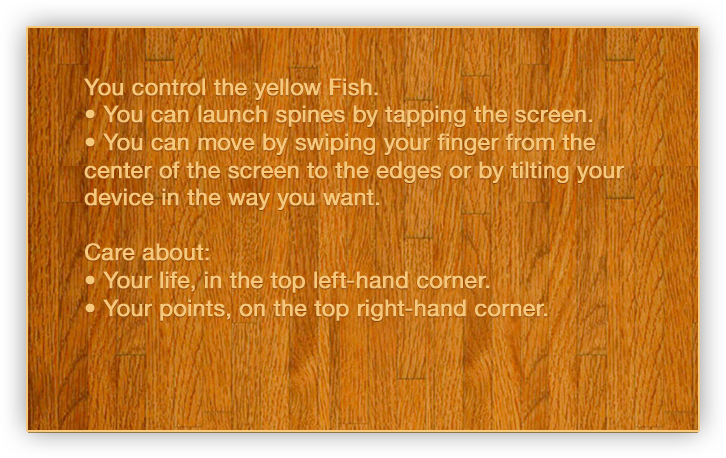 You control the yellow Fish.
• You can launch spines by tapping the screen.
• You can move by swiping your finger from the
center of the screen to the edges or by tilting your
device in the way you want.
Care about:
• Your life, in the top left-hand corner.
• Your points, on the top right-hand corner.